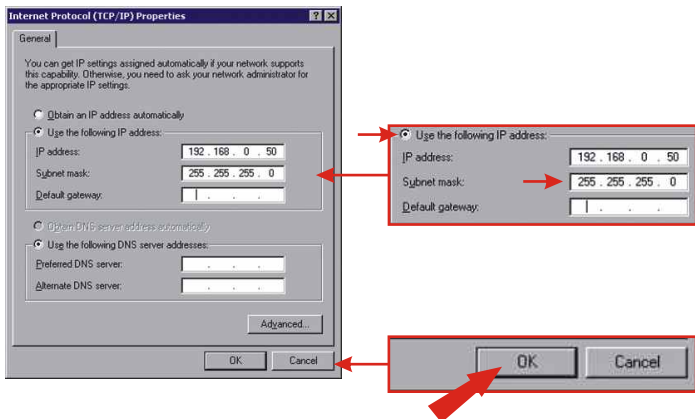 Internet Protocol (TCP/IP) Properties
General
You can get IP settings assigned automatically if your network supports
this capability. Otherwise, you need to ask your network administrator for
the appropriate IP settings.
Obtain an IP address automatically
Use the following IP address:
IP address: 192 . 168 . 0 . 50
Subnet mask: 255 . 255 . 255 . 0
Default gateway: . . .
Obtain DNS server address automatically
Use the following DNS server addresses:
Preferred DNS server: . . .
Alternate DNS server: . . .
Advanced...
OK Cancel
Use the following IP address:
IP address: 192 . 168 . 0 . 50
Subnet mask: 255 . 255 . 255 . 0
Default gateway: . . .
OK Cancel